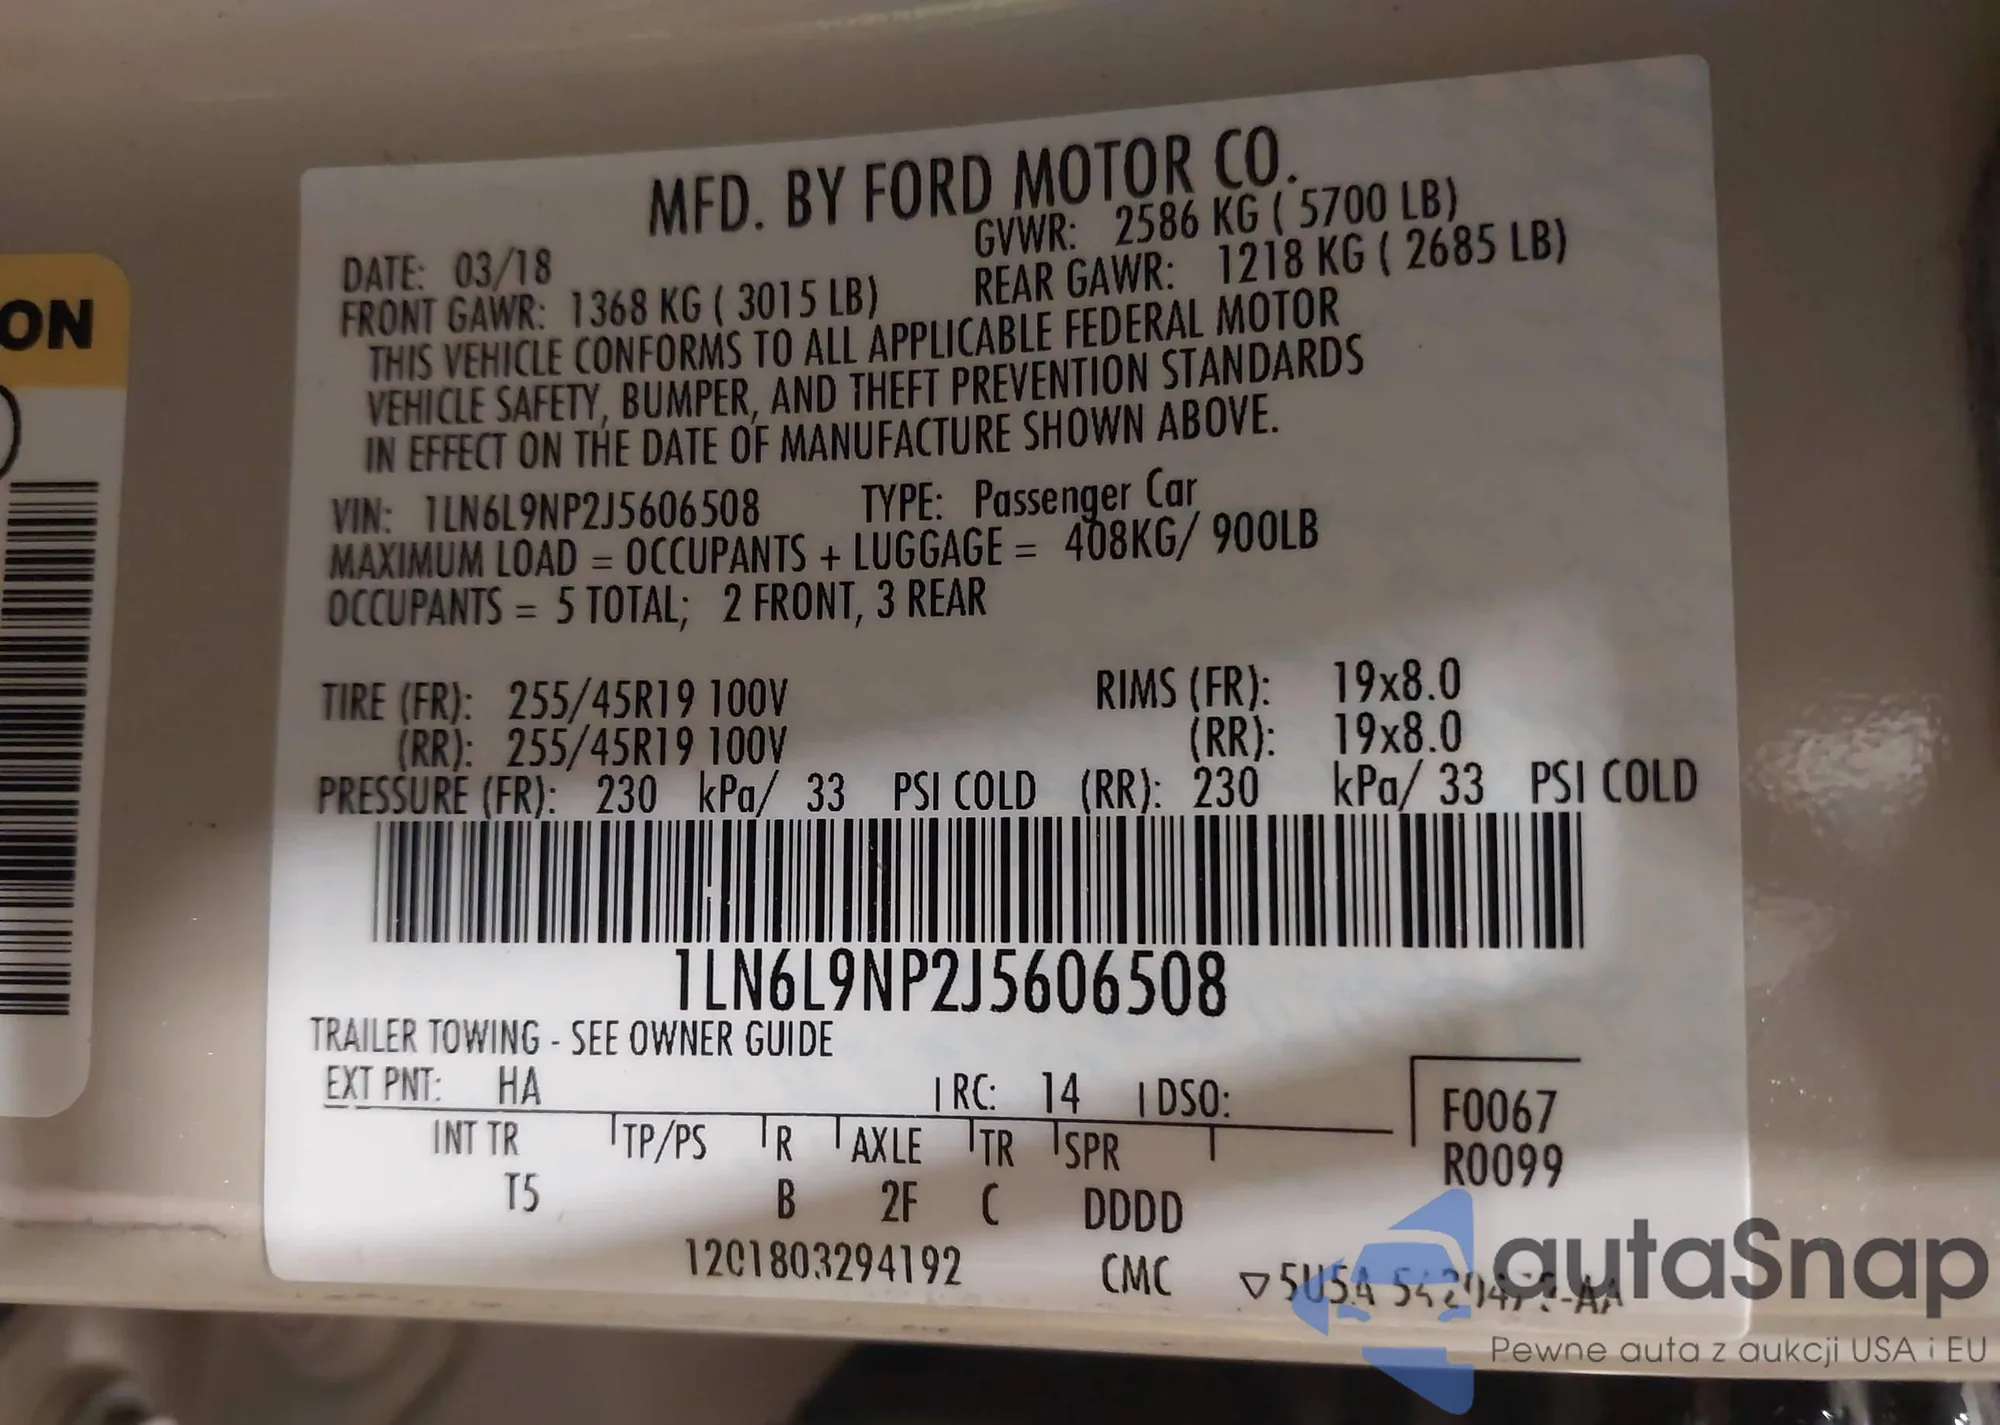 MFD. BY FORD MOTOR CO.
DATE: 03/18 GVWR: 2586 KG ( 5700 LB)
FRONT GAWR: 1368 KG ( 3015 LB) REAR GAWR: 1218 KG ( 2685 LB)
THIS VEHICLE CONFORMS TO ALL APPLICABLE FEDERAL MOTOR
VEHICLE SAFETY, BUMPER, AND THEFT PREVENTION STANDARDS
IN EFFECT ON THE DATE OF MANUFACTURE SHOWN ABOVE.
VIN: 1LN6L9NP2J5606508 TYPE: Passenger Car
MAXIMUM LOAD = OCCUPANTS + LUGGAGE = 408KG/ 900LB
OCCUPANTS = 5 TOTAL; 2 FRONT, 3 REAR
TIRE (FR): 255/45R19 100V RIMS (FR): 19x8.0
(RR): 255/45R19 100V (RR): 19x8.0
PRESSURE (FR): 230 kPa/ 33 PSI COLD (RR): 230 kPa/ 33 PSI COLD
1LN6L9NP2J5606508
TRAILER TOWING - SEE OWNER GUIDE
EXT PNT: HA RC: 14 DSO: F0067
INT TR TP/PS R AXLE TR SPR R0099
T5 B 2F C DDDD
12C1803294192 CMC ▽5U5A
ON
autaSnap
Pewne auta z aukcji USA i EU